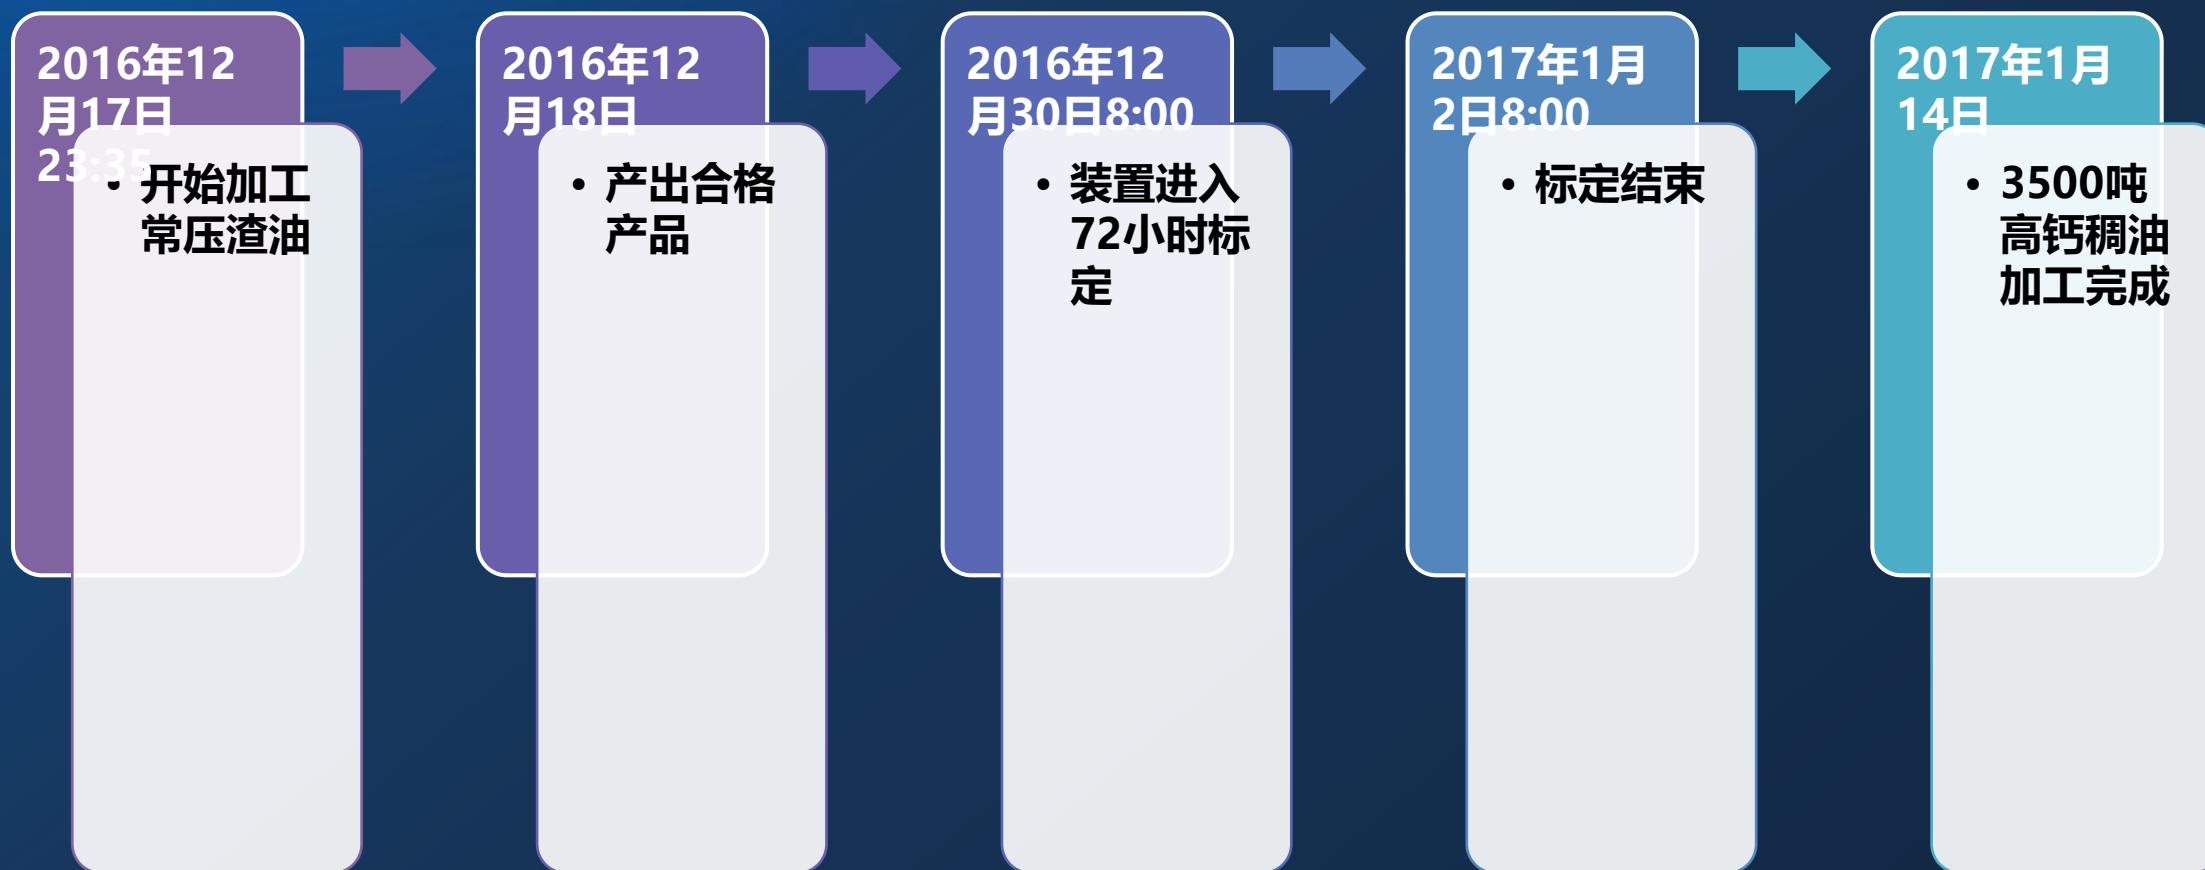 2016年12
月17日
23:35
• 开始加工
常压渣油
2016年12
月18日
• 产出合格
产品
2016年12
月30日8:00
• 装置进入
72小时标
定
2017年1月
2日8:00
• 标定结束
2017年1月
14日
• 3500吨
高钙稠油
加工完成